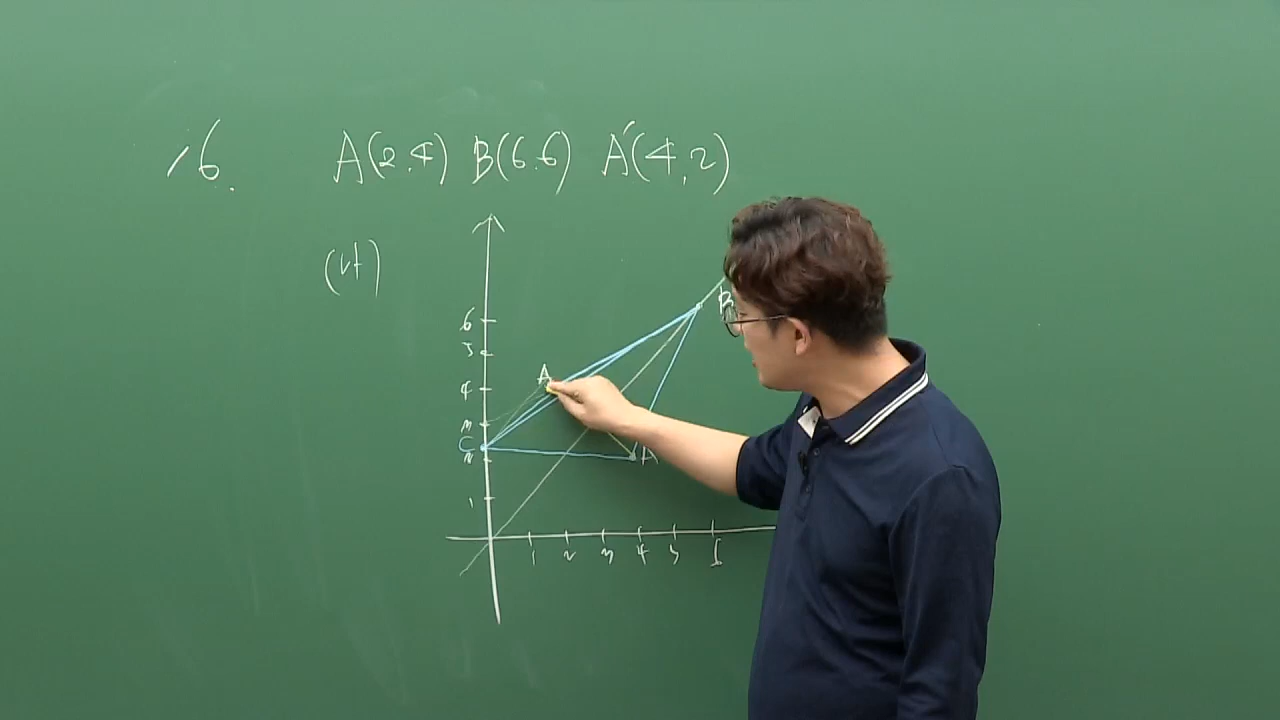 16.
A(2.4) B(6.6) A'(4,2)
(나)
6
5
4
3
2
1
A
B
C
A
1 2 3 4 5 6